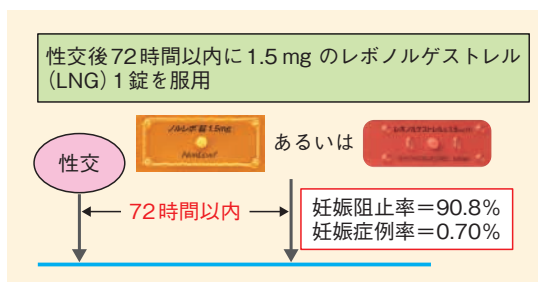 性交後72時間以内に1.5 mg のレボノルゲストレル
(LNG)1錠を服用
ノルレボ錠1.5mg
あるいは
性交
72時間以内
妊娠阻止率=90.8%
妊娠症例率=0.70%